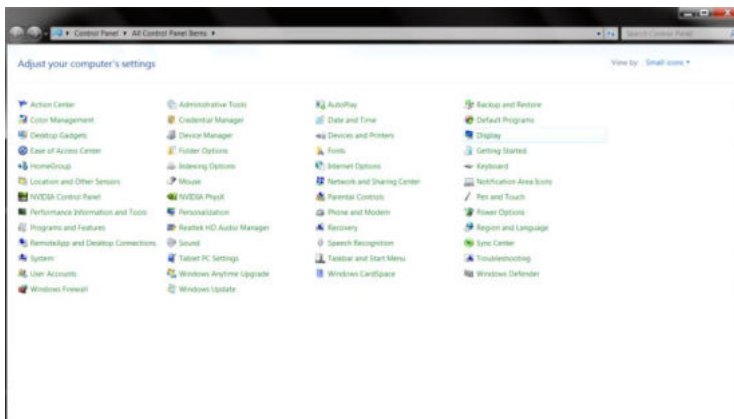 Control Panel ▸ All Control Panel Items ▸ Search Control Panel
Adjust your computer's settings View by: Small icons
Action Center Administrative Tools AutoPlay Backup and Restore
Color Management Credential Manager Date and Time Default Programs
Desktop Gadgets Device Manager Devices and Printers Display
Ease of Access Center Folder Options Fonts Getting Started
HomeGroup Indexing Options Internet Options Keyboard
Location and Other Sensors Mouse Network and Sharing Center Notification Area Icons
NVIDIA Control Panel NVIDIA PhysX Parental Controls Pen and Touch
Performance Information and Tools Personalization Phone and Modem Power Options
Programs and Features Realtek HD Audio Manager Recovery Region and Language
RemoteApp and Desktop Connections Sound Speech Recognition Sync Center
System Tablet PC Settings Taskbar and Start Menu Troubleshooting
User Accounts Windows Anytime Upgrade Windows CardSpace Windows Defender
Windows Firewall Windows Update